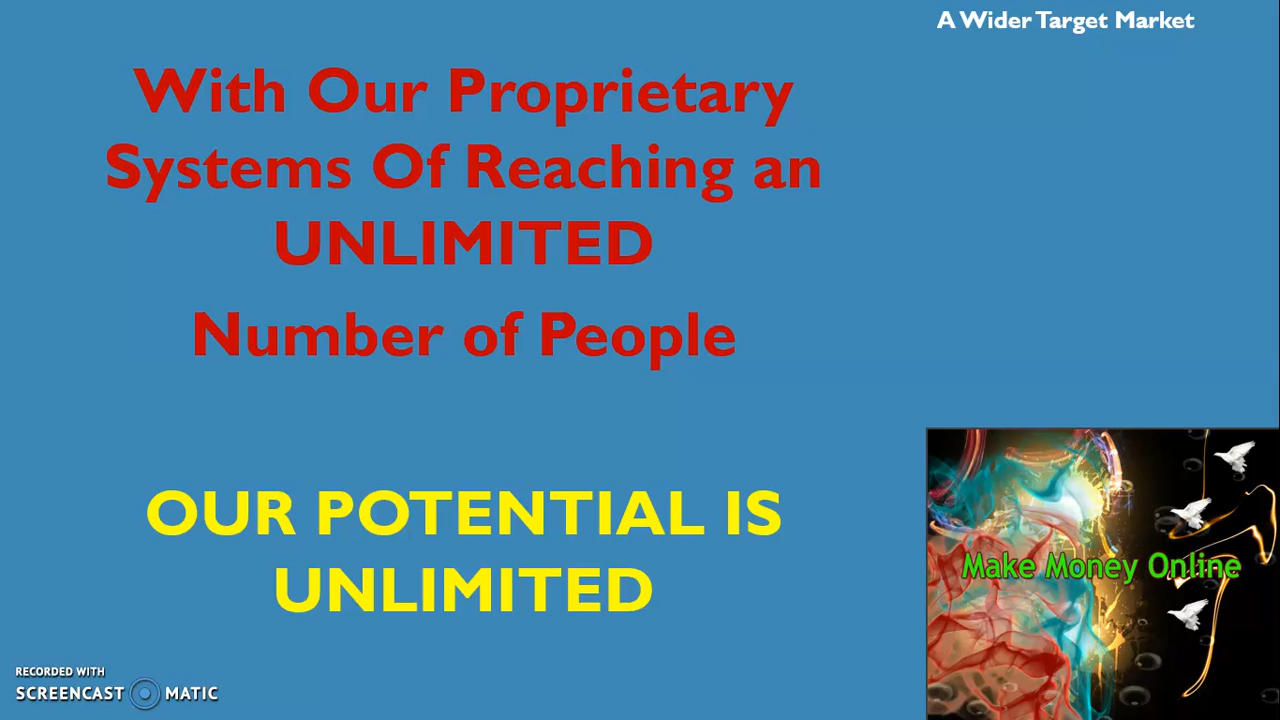 A Wider Target Market
With Our Proprietary
Systems Of Reaching an
UNLIMITED
Number of People
OUR POTENTIAL IS
UNLIMITED
Make Money Online
RECORDED WITH
SCREENCAST MATIC